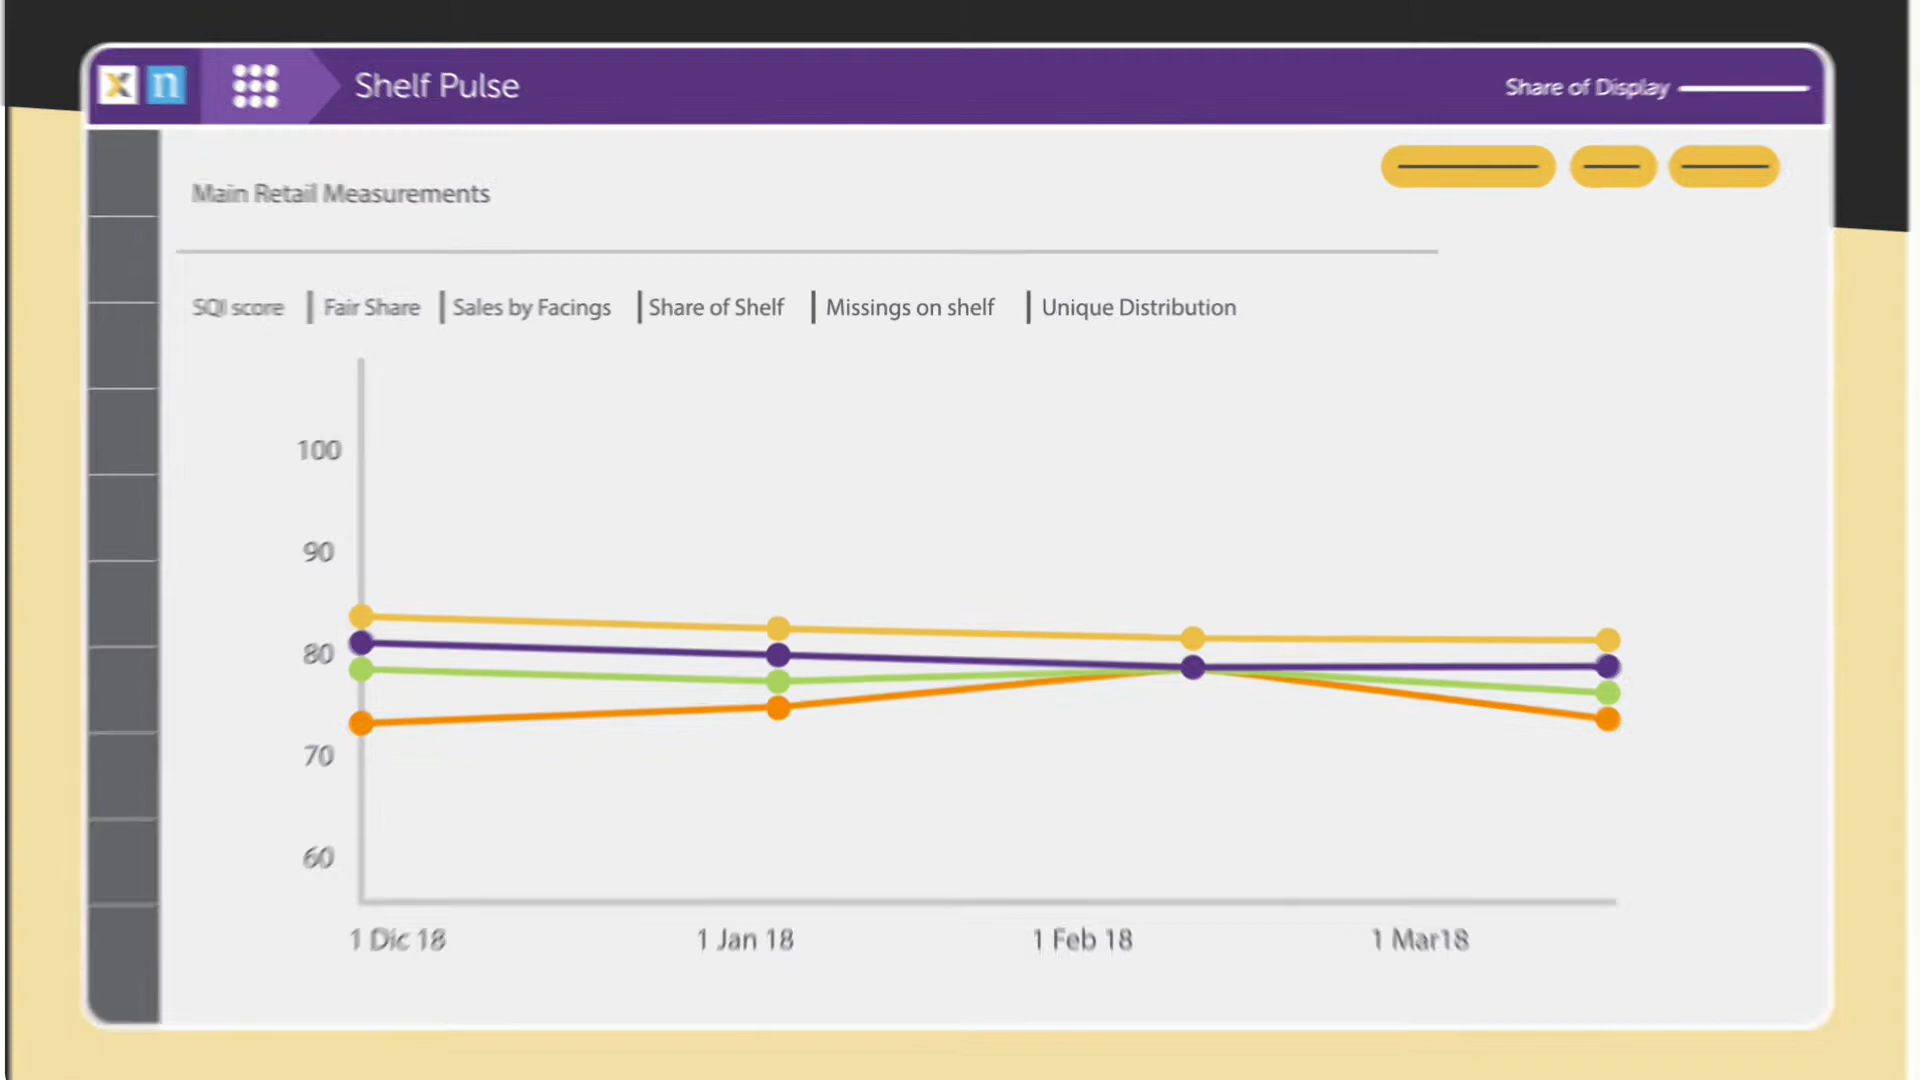 x n Shelf Pulse Share of Display
Main Retail Measurements
SQI score | Fair Share | Sales by Facings | Share of Shelf | Missings on shelf | Unique Distribution
100
90
80
70
60
1 Dic 18 1 Jan 18 1 Feb 18 1 Mar18